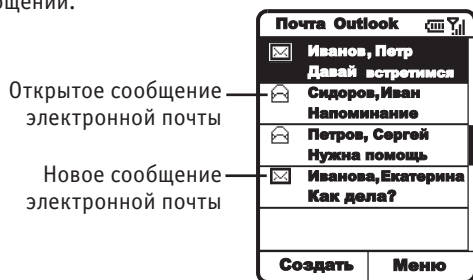 общений.
Почта Outlook
Иванов, Петр
Давай встретимся
Открытое сообщение
электронной почты
Сидоров,Иван
Напоминание
Петров, Сергей
Нужна помощь
Новое сообщение
электронной почты
Иванова,Екатерина
Как дела?
Создать
Меню